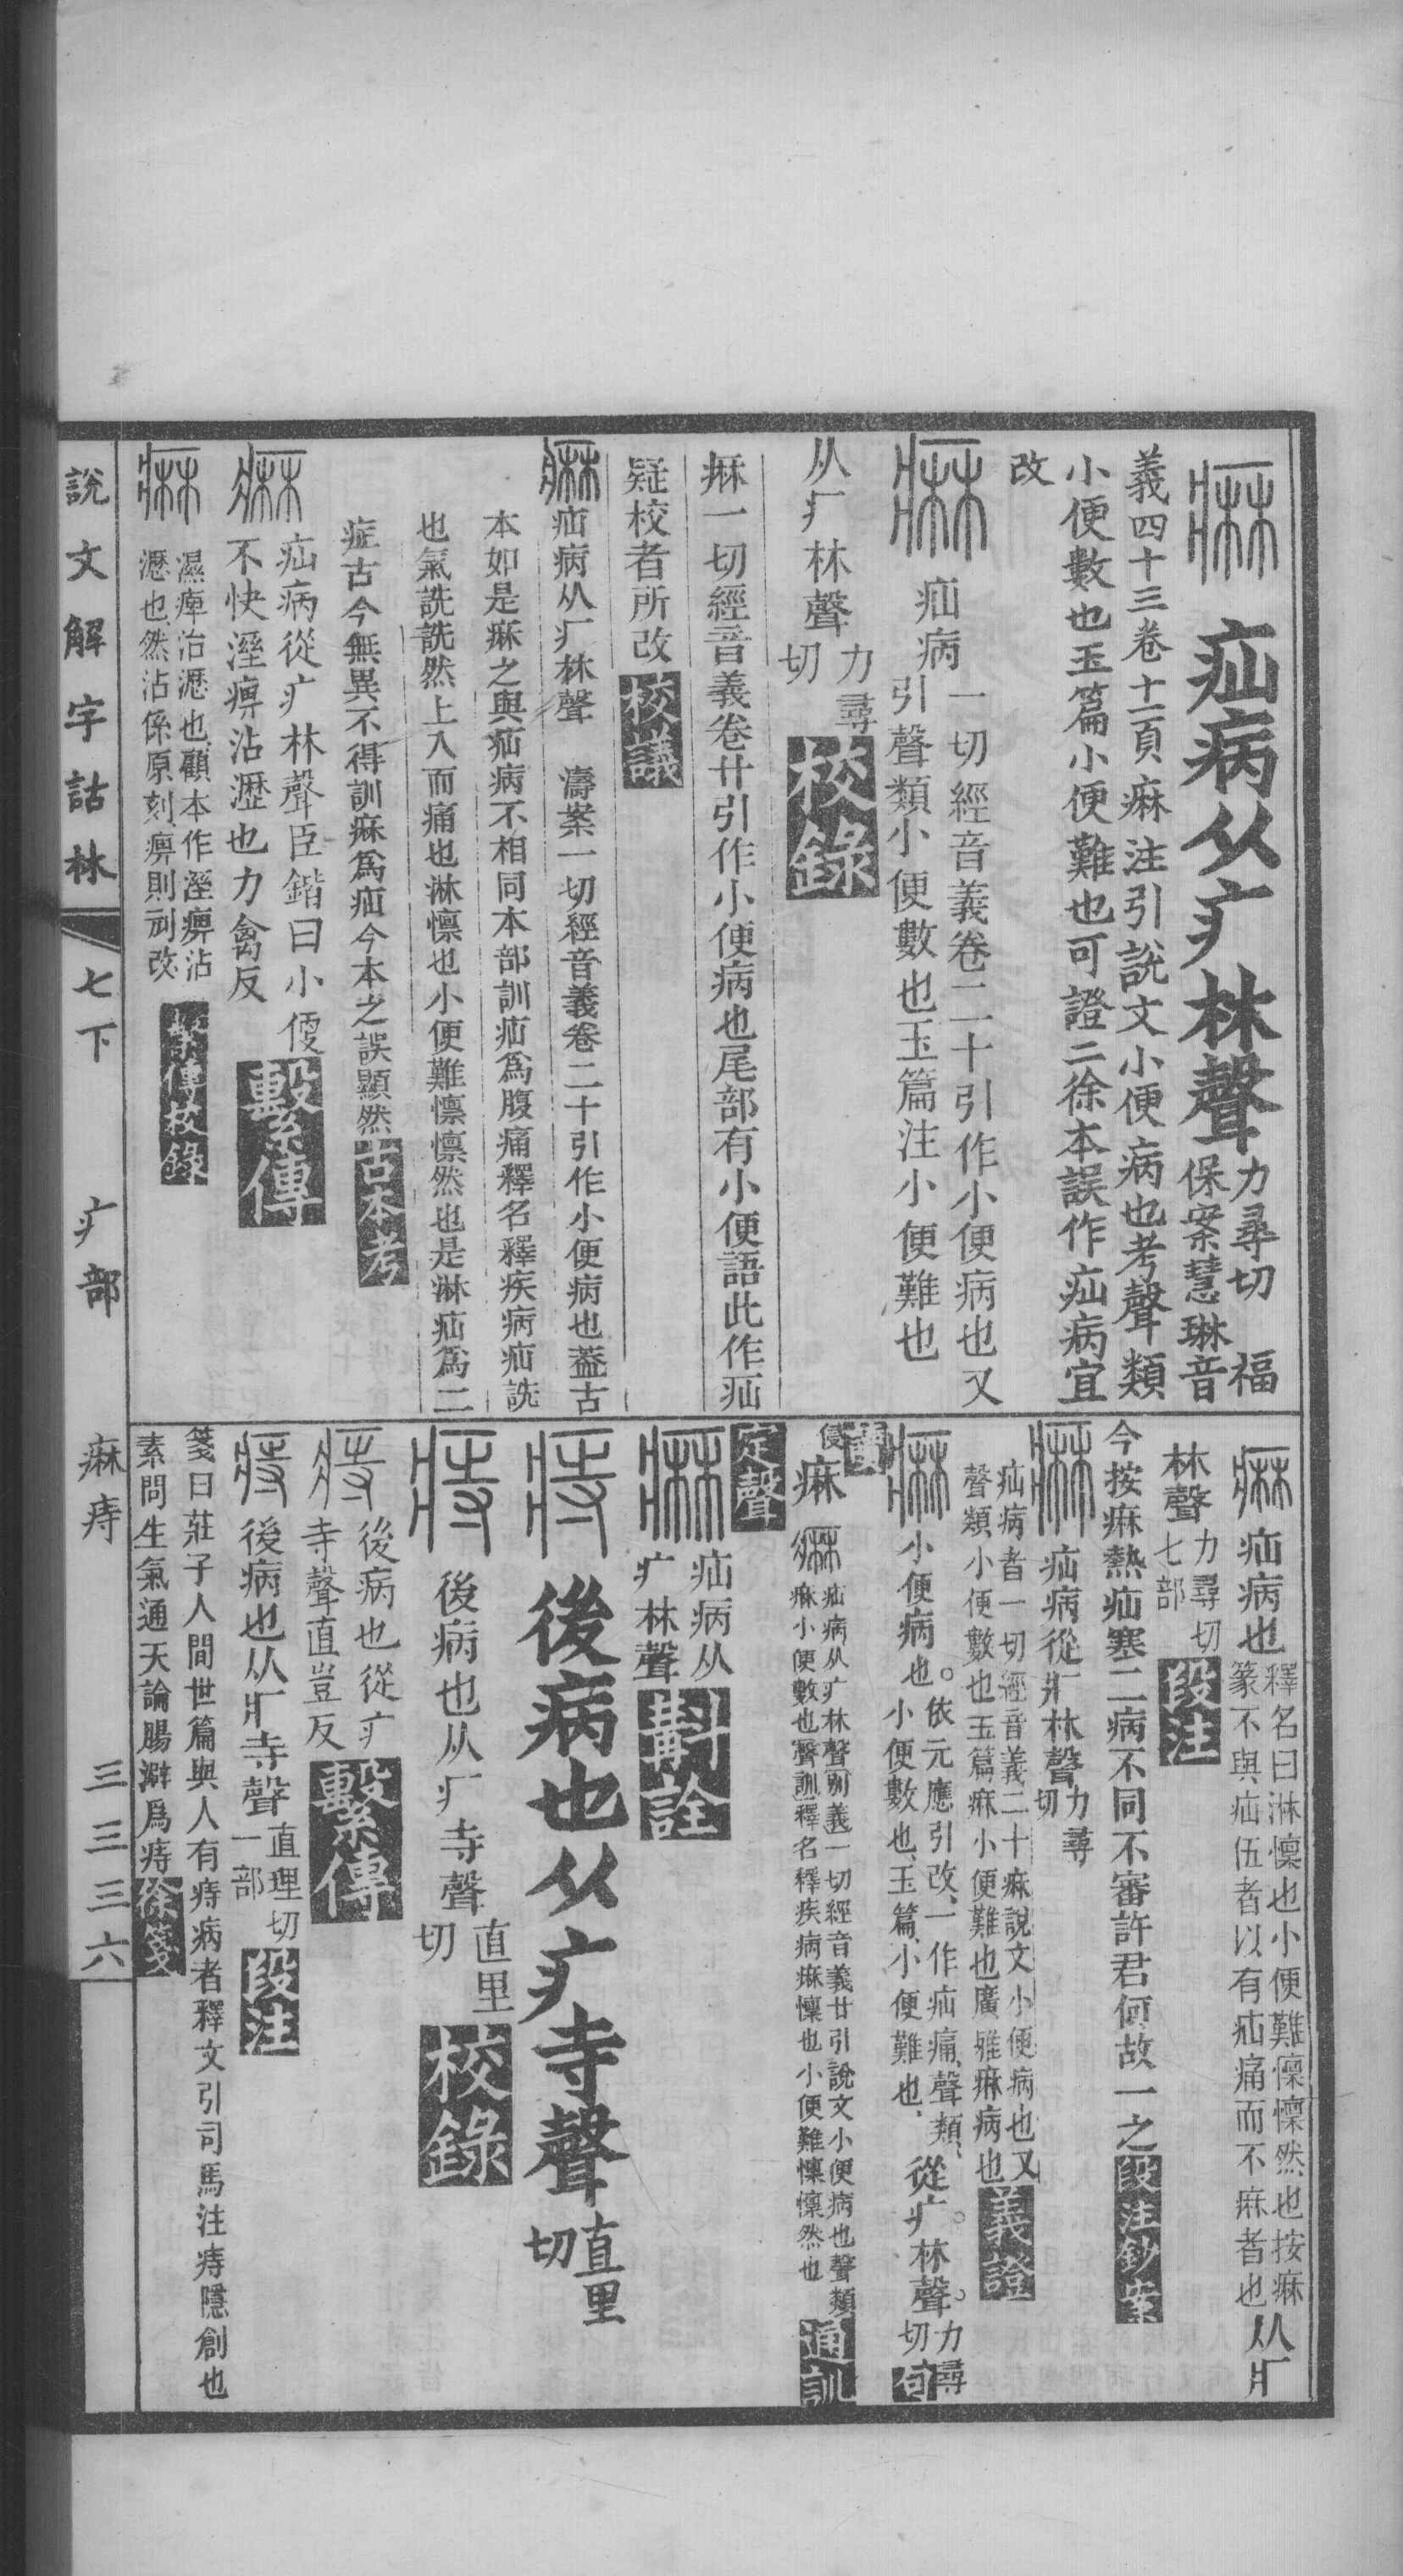 痳 疝病从疒林聲力尋切 福
保案慧琳音
義四十三卷十一頁痳注引說文小便病也考聲類
小便數也玉篇小便難也可證二徐本誤作疝病宜
改
痳 疝病一切經音義卷二十引作小便病也又
引聲類小便數也玉篇注小便難也
从疒林聲力尋
切校錄
痳一切經音義卷廿引作小便病也尾部有小便語此作疝
疑校者所改校議
痳疝病从疒林聲 濤案一切經音義卷二十引作小便病也葢古
本如是痳之與疝病不相同本部訓疝爲腹痛釋名釋疾病疝詵
也氣詵詵然上入而痛也淋懍也小便難懍懍然也是淋疝爲二
症古今無異不得訓痳爲疝今本之誤顯然古本考
痳疝病從疒林聲臣鍇曰小便
不快溼痹沾瀝也力禽反繫傳
痳濕痺治瀝也顧本作溼痹沾
瀝也然沾係原刻痹則剜改繫傳校錄
痳疝病也釋名曰淋懍也小便難懍懍然也按痳
篆不與疝伍者以有疝痛而不痳者也从疒
林聲力尋切
七部段注
今按痳熱疝塞二病不同不審許君何故一之段注鈔案
痳疝病從疒林聲力尋
切
疝病者一切經音義二十痳說文小便病也又
聲類小便數也玉篇痳小便難也廣雅痳病也義證
痳小便病也。依元應引改、一作疝痛、聲類、
小便數也、玉篇、小便難也、從疒。林聲。力尋
切、句
讀
痳痳疝病从疒林聲別義一切經音義廿引說文小便病也聲類
痳小便數也聲訓釋名釋疾病痳懍也小便難懍懍然也通訓
定聲
痳疝病从
疒林聲斠詮
痔後病也从疒寺聲直里
切
痔 後病也从疒寺聲直里
切校錄
痔後病也從疒
寺聲直豈反繫傳
痔後病也从疒寺聲直理切
一部段注
箋曰莊子人間世篇與人有痔病者釋文引司馬注痔隱創也
素問生氣通天論腸澼爲痔徐箋
說文解字詁林 七下 疒部 痳痔 三三三六